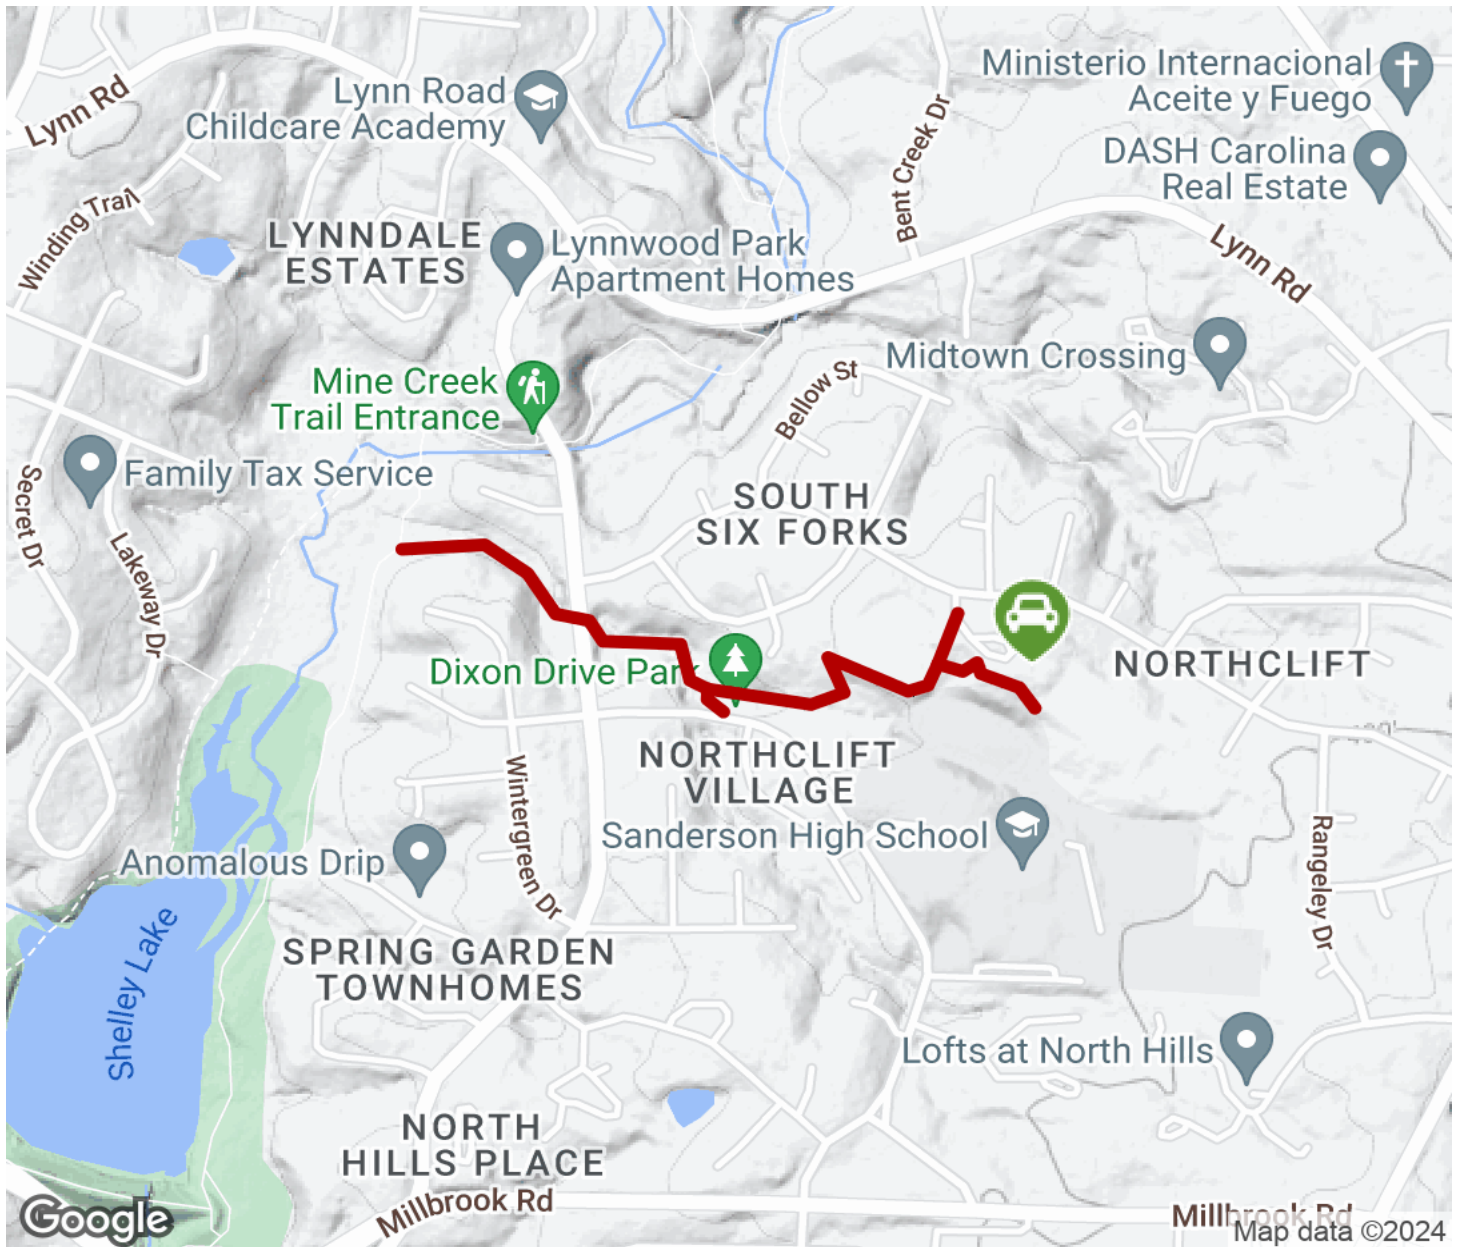 Lynn Rd
Lynn Road
Childcare Academy
Ministerio Internacional
Aceite y Fuego
DASH Carolina
Real Estate
Bent Creek Dr
Winding Trail
LYNNDALE
ESTATES
Lynnwood Park
Apartment Homes
Lynn Rd
Midtown Crossing
Mine Creek
Trail Entrance
Bellow St
Family Tax Service
Secret Dr
Lakeway Dr
SOUTH
SIX FORKS
Dixon Drive Park
NORTHCLIFT
NORTHCLIFT
VILLAGE
Wintergreen Dr
Sanderson High School
Rangeley Dr
Anomalous Drip
Shelley Lake
SPRING GARDEN
TOWNHOMES
Lofts at North Hills
NORTH
HILLS PLACE
Millbrook Rd
Millbrook Rd
Google
Map data ©2024